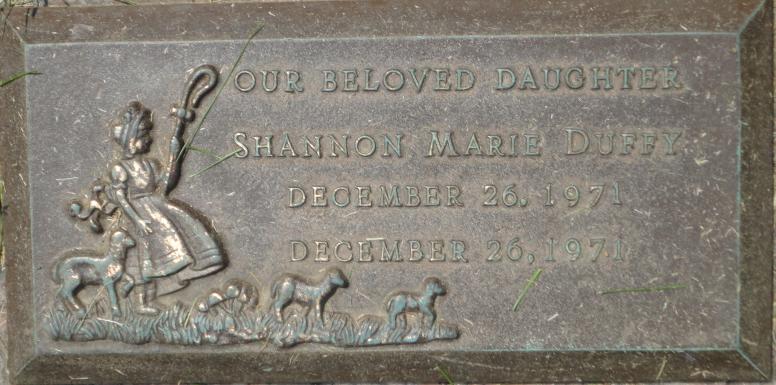 OUR BELOVED DAUGHTER
SHANNON MARIE DUFFY
DECEMBER 26, 1971
DECEMBER 26, 1971